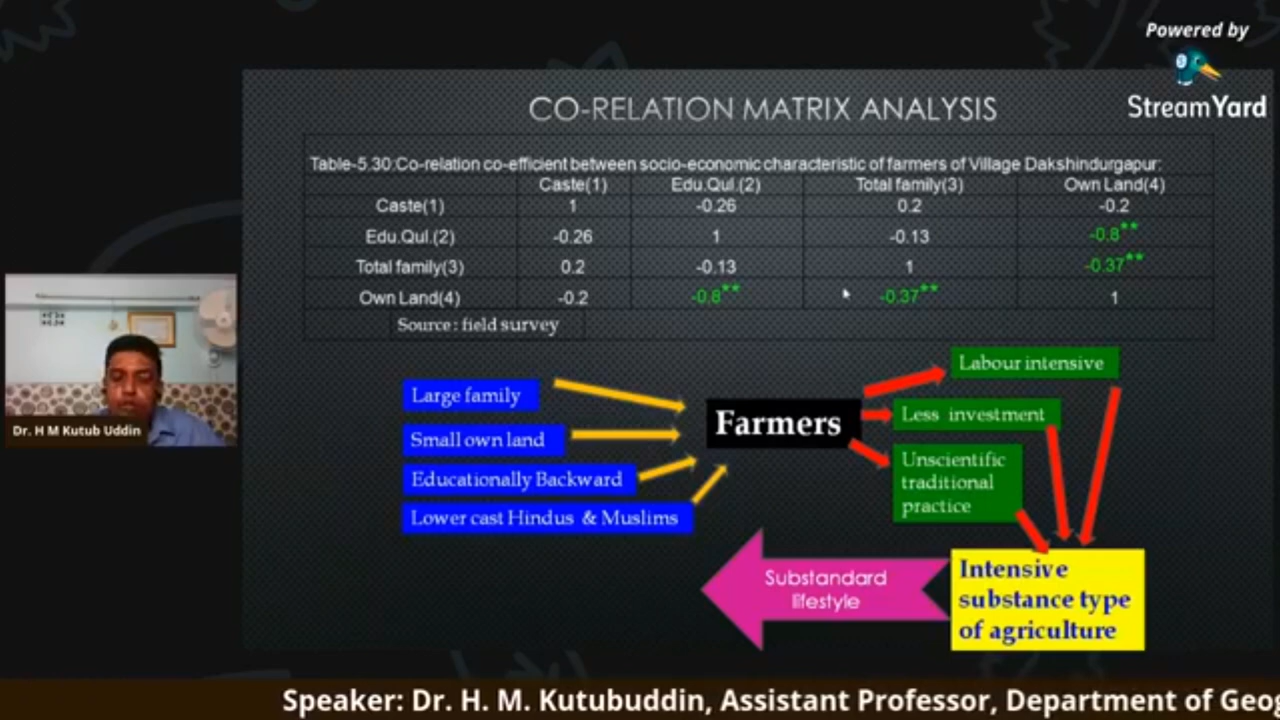 Powered by
StreamYard
CO-RELATION MATRIX ANALYSIS
Table-5.30:Co-relation co-efficient between socio-economic characteristic of farmers of Village Dakshindurgapur:
Caste(1) Edu.Qul.(2) Total family(3) Own Land(4)
Caste(1) 1 -0.26 0.2 -0.2
Edu.Qul.(2) -0.26 1 -0.13 -0.8**
Total family(3) 0.2 -0.13 1 -0.37**
Own Land(4) -0.2 -0.8** -0.37** 1
Source : field survey
Large family
Small own land
Educationally Backward
Lower cast Hindus & Muslims
Farmers
Labour intensive
Less investment
Unscientific
traditional
practice
Intensive
substance type
of agriculture
Substandard
lifestyle
Dr. H M Kutub Uddin
Speaker: Dr. H. M. Kutubuddin, Assistant Professor, Department of Geog